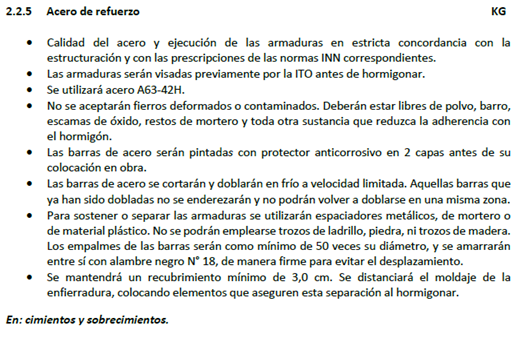 2.2.5 Acero de refuerzo KG
• Calidad del acero y ejecución de las armaduras en estricta concordancia con la
estructuración y con las prescripciones de las normas INN correspondientes.
• Las armaduras serán visadas previamente por la ITO antes de hormigonar.
• Se utilizará acero A63-42H.
• No se aceptarán fierros deformados o contaminados. Deberán estar libres de polvo, barro,
escamas de óxido, restos de mortero y toda otra sustancia que reduzca la adherencia con
el hormigón.
• Las barras de acero serán pintadas con protector anticorrosivo en 2 capas antes de su
colocación en obra.
• Las barras de acero se cortarán y doblarán en frío a velocidad limitada. Aquellas barras que
ya han sido dobladas no se enderezarán y no podrán volver a doblarse en una misma zona.
• Para sostener o separar las armaduras se utilizarán espaciadores metálicos, de mortero o
de material plástico. No se podrán emplearse trozos de ladrillo, piedra, ni trozos de madera.
Los empalmes de las barras serán como mínimo de 50 veces su diámetro, y se amarrarán
entre sí con alambre negro N° 18, de manera firme para evitar el desplazamiento.
• Se mantendrá un recubrimiento mínimo de 3,0 cm. Se distanciará el moldaje de la
enfierradura, colocando elementos que aseguren esta separación al hormigonar.
En: cimientos y sobrecimientos.